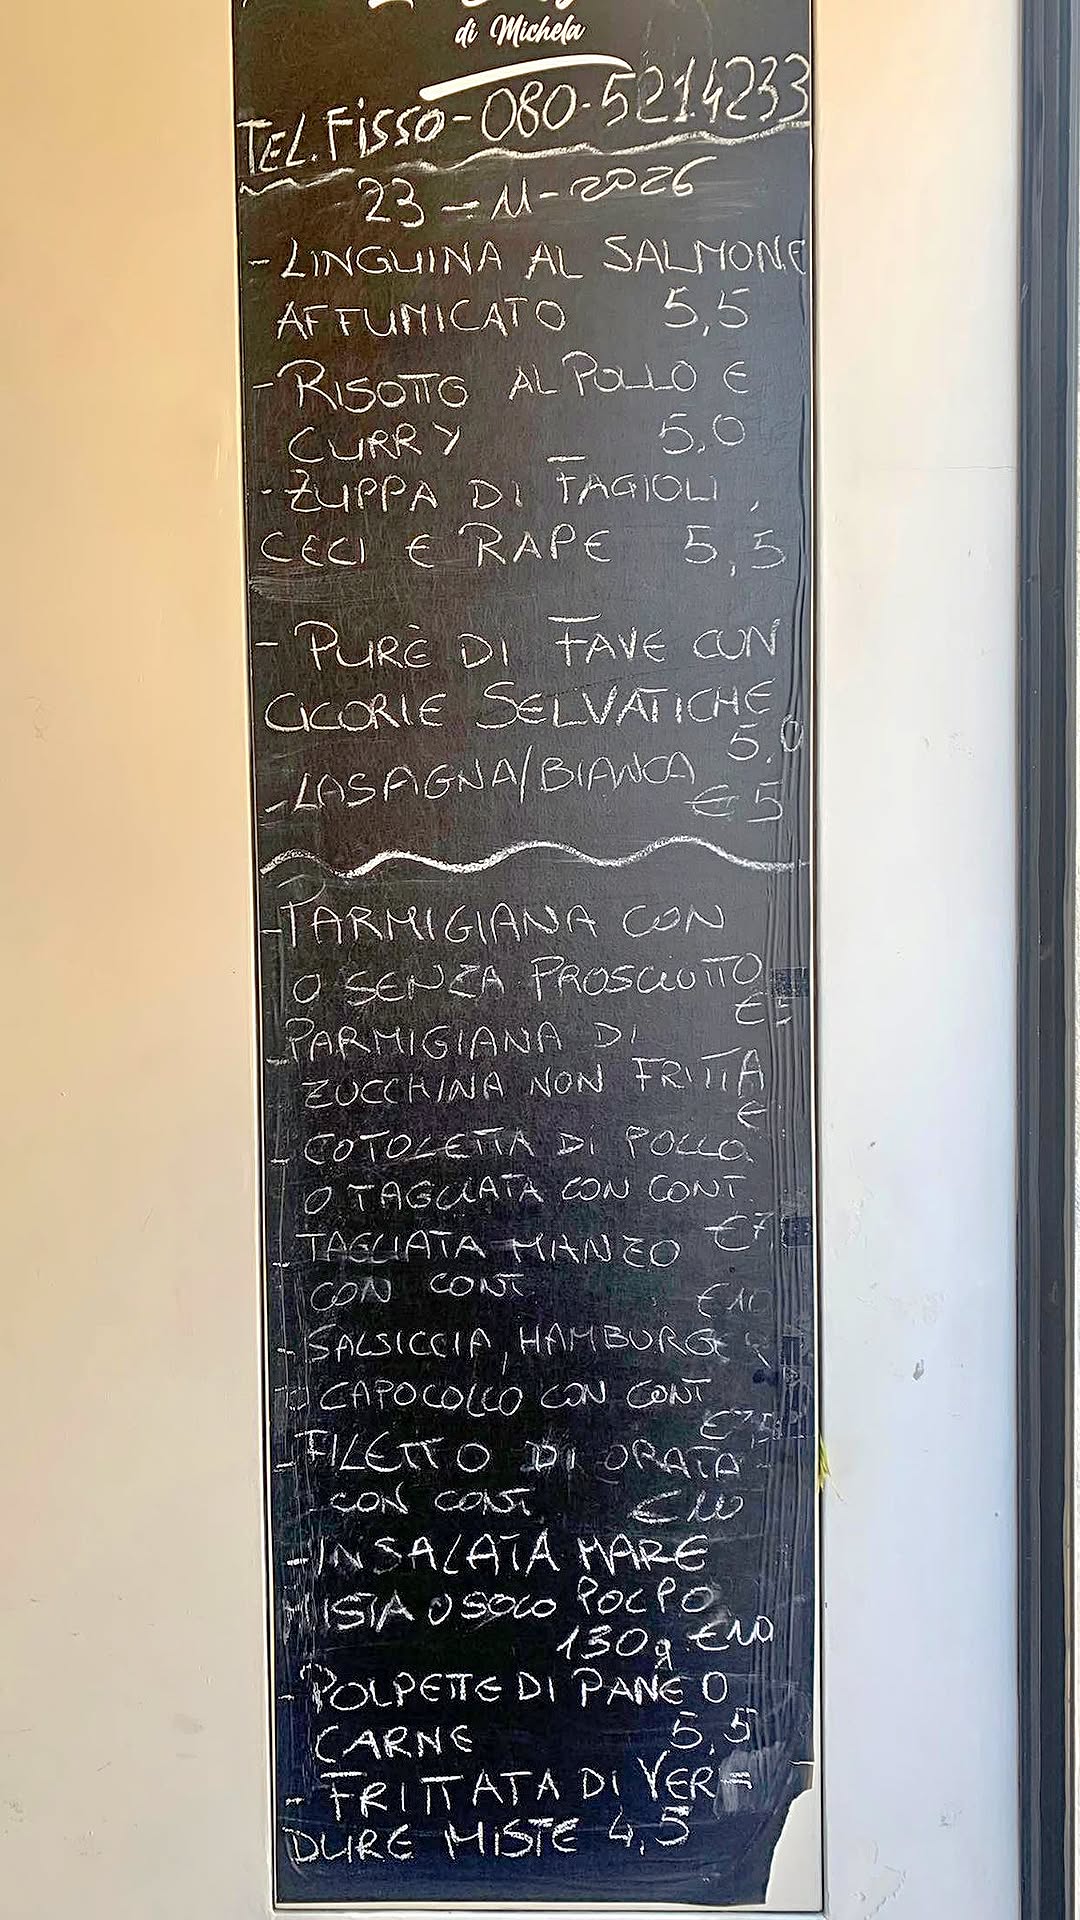 di Michela
TEL. FISSO-080-5214233
23-11-2026
- LINGUINA AL SALMONE
AFFUMICATO 5,5
- RISOTTO AL POLLO E
CURRY 5,0
- ZUPPA DI FAGIOLI,
CECI E RAPE 5,5
- PURÈ DI FAVE CUN
CICORIE SELVATICHE
5,0
- LASAGNA/BIANCA
€5
- PARMIGIANA CON
O SENZA PROSCIUTTO
€5
- PARMIGIANA DI
ZUCCHINA NON FRITTA
€
- COTOLETTA DI POLLO
O TAGLIATA CON CONT.
€7,
- TAGLIATA MANZO
CON CONT.
€10
- SALSICCIA, HAMBURGER
O CAPOCOLLO CON CONT
€7,5
- FILETTO DI ORATA
CON CONT. €10
- INSALATA MARE
MISTA O SOLO POLPO
130g €10
- POLPETTE DI PANE O
CARNE 5,5
- FRITTATA DI VER=
DURE MISTE 4,5